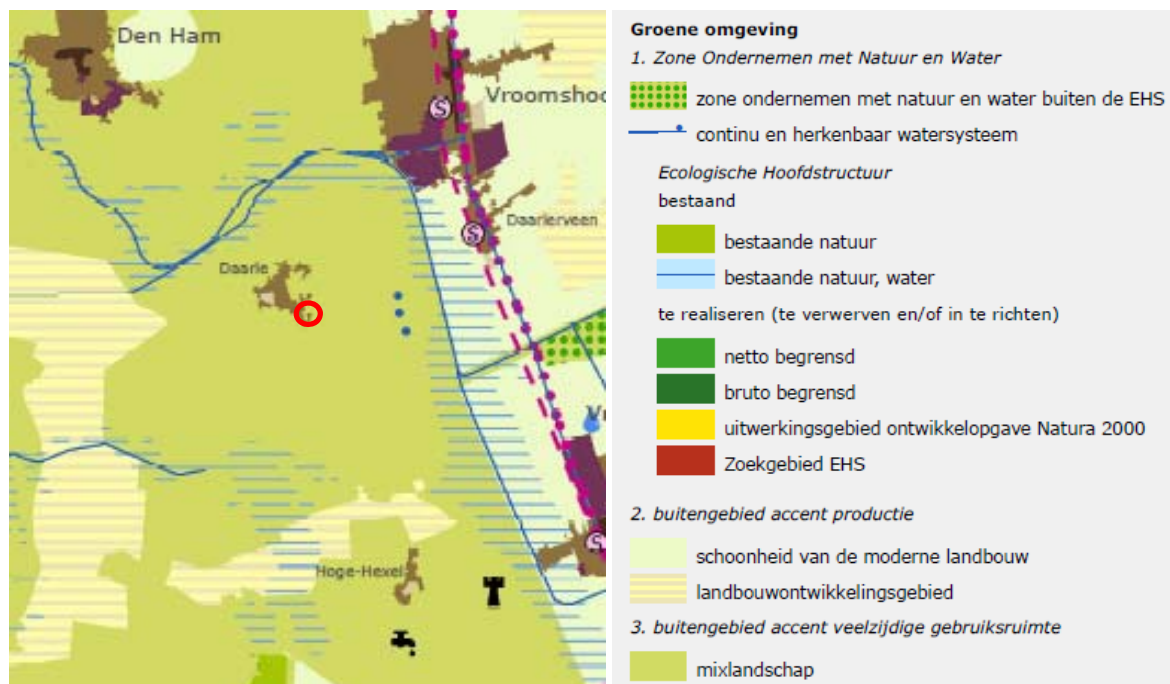 Den Ham
Vroomshoo
Daarlerveen
Daarle
V
Hoge-Hexel
S
S
S
Groene omgeving
1. Zone Ondernemen met Natuur en Water
zone ondernemen met natuur en water buiten de EHS
continu en herkenbaar watersysteem
Ecologische Hoofdstructuur
bestaand
bestaande natuur
bestaande natuur, water
te realiseren (te verwerven en/of in te richten)
netto begrensd
bruto begrensd
uitwerkingsgebied ontwikkelopgave Natura 2000
Zoekgebied EHS
2. buitengebied accent productie
schoonheid van de moderne landbouw
landbouwontwikkelingsgebied
3. buitengebied accent veelzijdige gebruiksruimte
mixlandschap